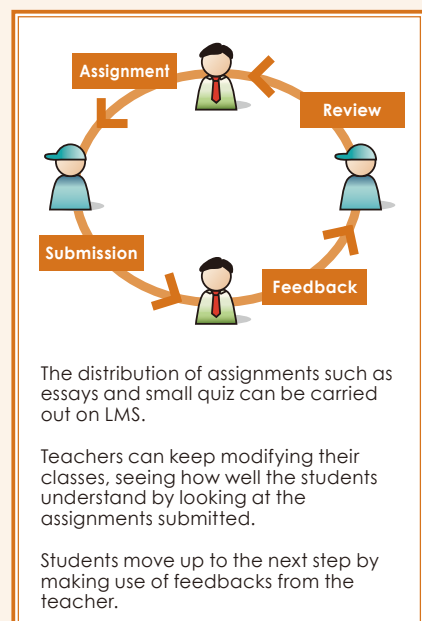 Assignment
Review
Submission
Feedback
The distribution of assignments such as
essays and small quiz can be carried
out on LMS.
Teachers can keep modifying their
classes, seeing how well the students
understand by looking at the
assignments submitted.
Students move up to the next step by
making use of feedbacks from the
teacher.